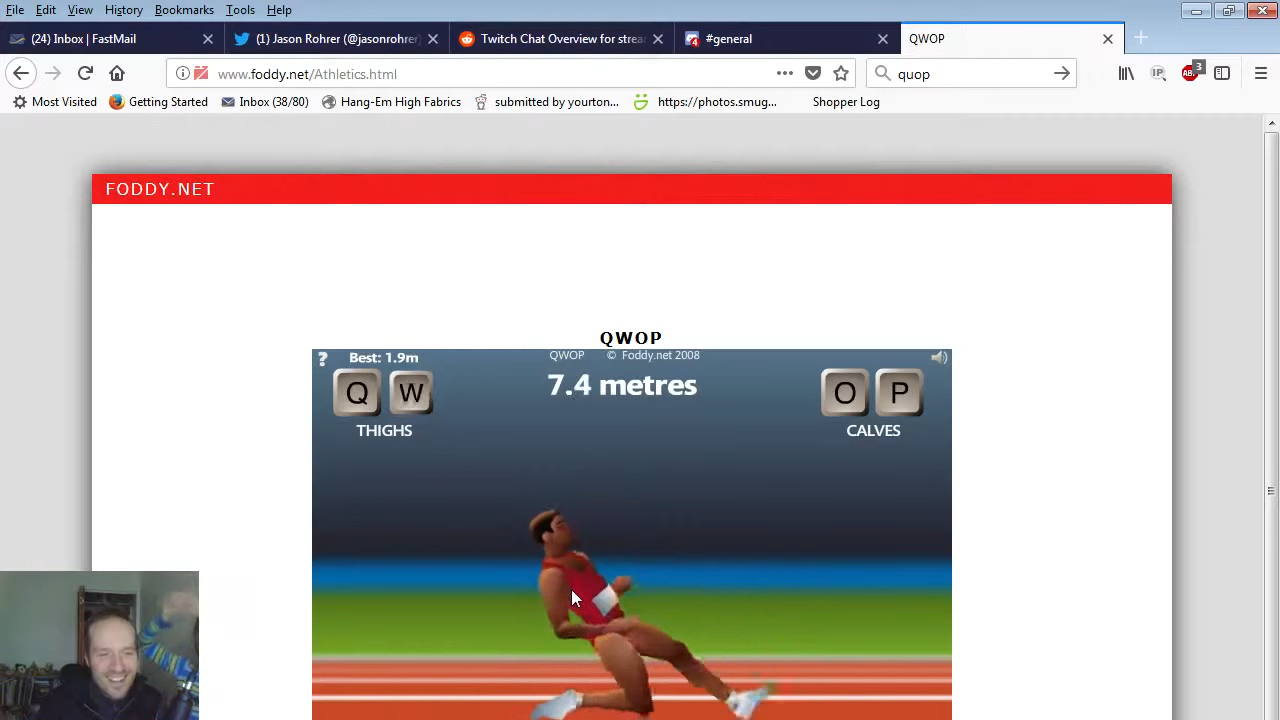 File Edit View History Bookmarks Tools Help
(24) Inbox | FastMail
(1) Jason Rohrer (@jasonrohrer
Twitch Chat Overview for strea
#general
QWOP
www.foddy.net/Athletics.html
quop
IP
ABP
3
Most Visited
Getting Started
Inbox (38/80)
Hang-Em High Fabrics
submitted by yourton...
https://photos.smug...
Shopper Log
FODDY.NET
QWOP
? Best: 1.9m QWOP © Foddy.net 2008
Q W 7.4 metres O P
THIGHS CALVES